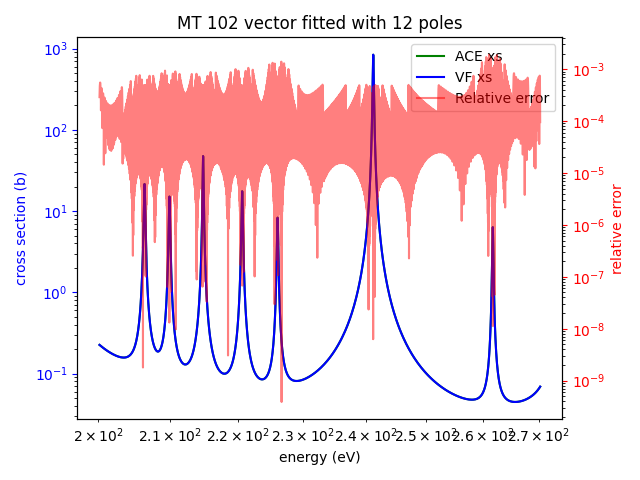 MT 102 vector fitted with 12 poles
ACE xs
VF xs
Relative error
cross section (b)
10³
10²
10¹
10⁰
10⁻¹
10⁻³
10⁻⁴
10⁻⁵
10⁻⁶
10⁻⁷
10⁻⁸
10⁻⁹
relative error
2 × 10² 2.1 × 10² 2.2 × 10² 2.3 × 10² 2.4 × 10² 2.5 × 10² 2.6 × 10² 2.7 × 10²
energy (eV)